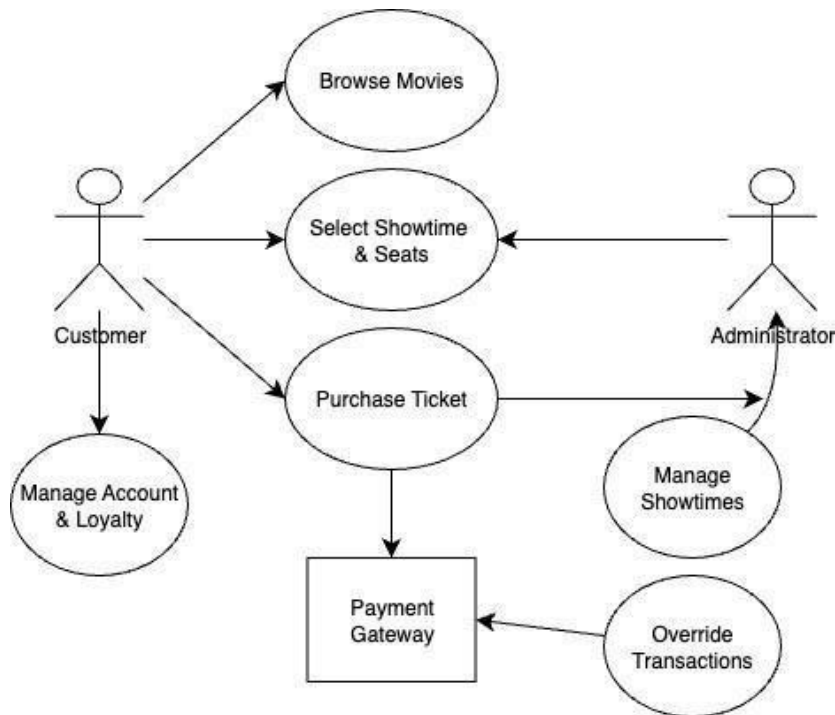 Browse Movies
Select Showtime
& Seats
Customer
Administrator
Purchase Ticket
Manage Account
& Loyalty
Manage
Showtimes
Payment
Gateway
Override
Transactions